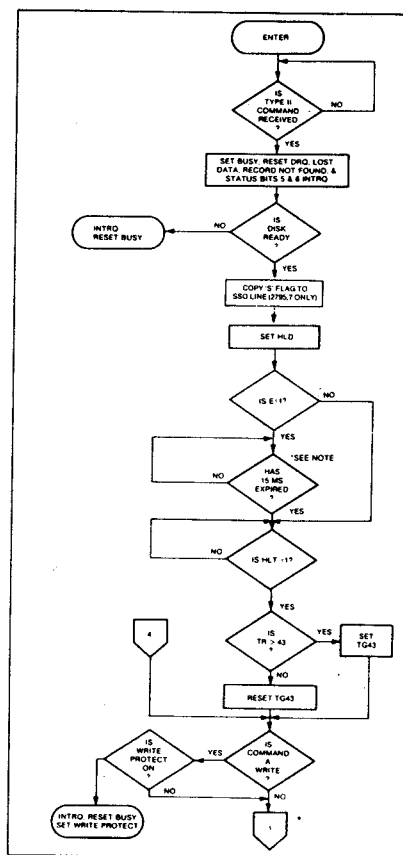 ENTER
IS
TYPE II
COMMAND
RECEIVED
?
NO
YES
SET BUSY, RESET DRQ, LOST
DATA, RECORD NOT FOUND, &
STATUS BITS 5 & 6 INTRQ
IS
DISK
READY
?
NO
INTRQ
RESET BUSY
YES
COPY 'S' FLAG TO
SSO LINE (2795,7 ONLY)
SET HLD
IS E=1?
NO
YES
*SEE NOTE
HAS
15 MS
EXPIRED
?
NO
YES
IS HLT =1?
NO
YES
IS
TR > 43
?
YES
SET
TG43
4
NO
RESET TG43
IS
COMMAND
A
WRITE
?
YES
IS
WRITE
PROTECT
ON
?
NO
NO
INTRQ, RESET BUSY
SET WRITE PROTECT
1